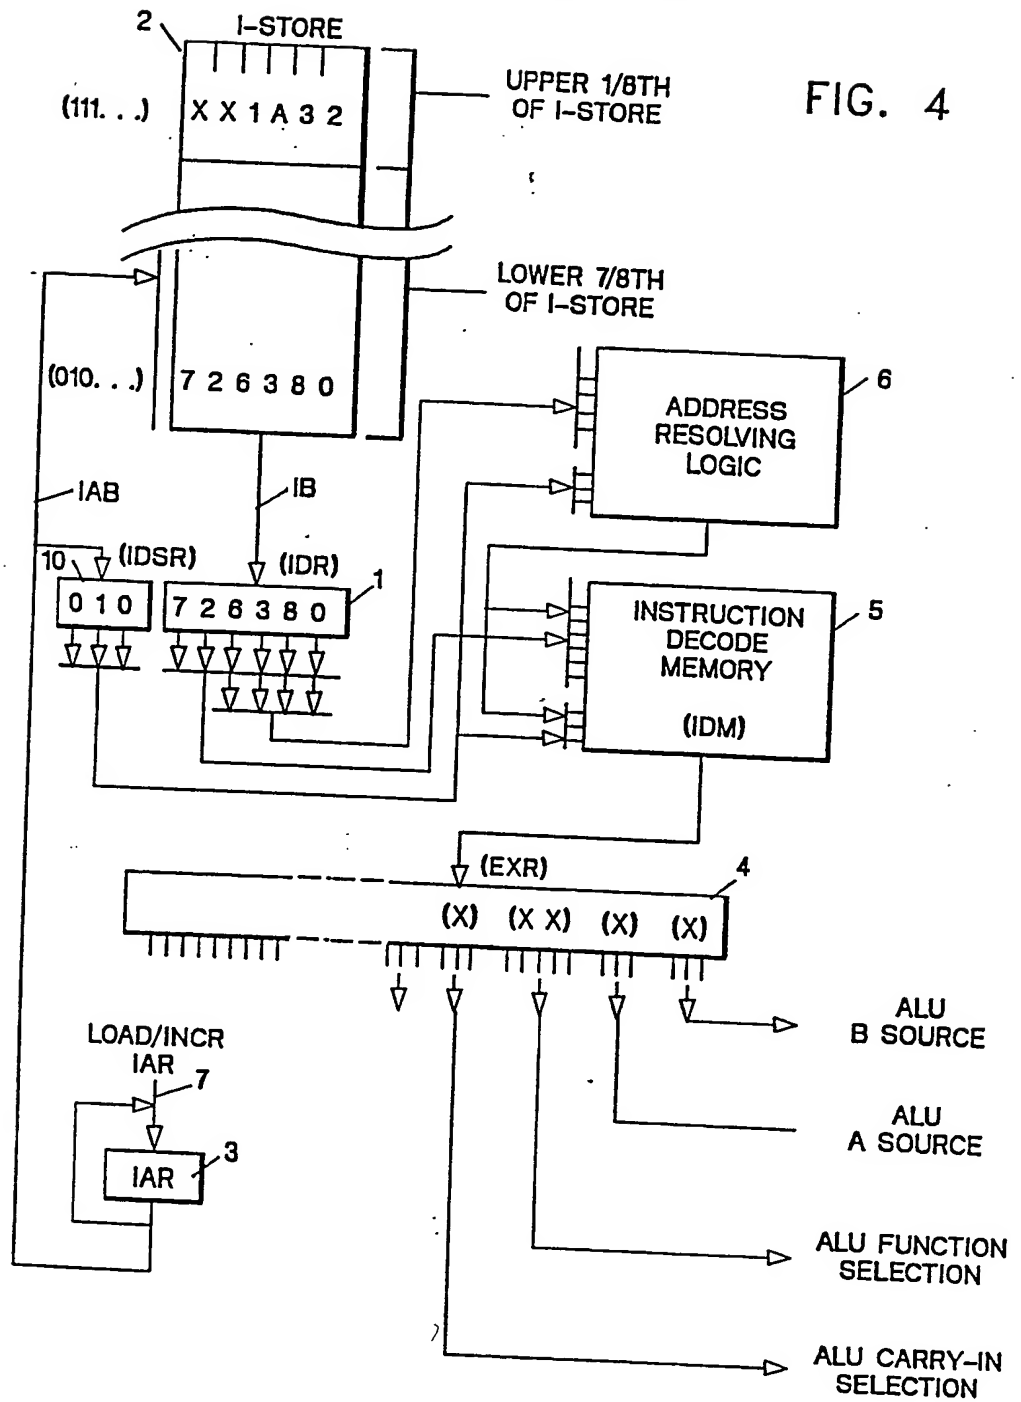 2
I-STORE
(111. . .)
X X 1 A 3 2
UPPER 1/8TH
OF I-STORE
FIG. 4
LOWER 7/8TH
OF I-STORE
(010. . .)
7 2 6 3 8 0
ADDRESS
RESOLVING
LOGIC
6
IAB
IB
10
(IDSR)
(IDR)
1
0 1 0
7 2 6 3 8 0
INSTRUCTION
DECODE
MEMORY
(IDM)
5
(EXR)
4
(X) (X X) (X) (X)
ALU
B SOURCE
LOAD/INCR
IAR
7
ALU
A SOURCE
IAR
3
ALU FUNCTION
SELECTION
ALU CARRY-IN
SELECTION